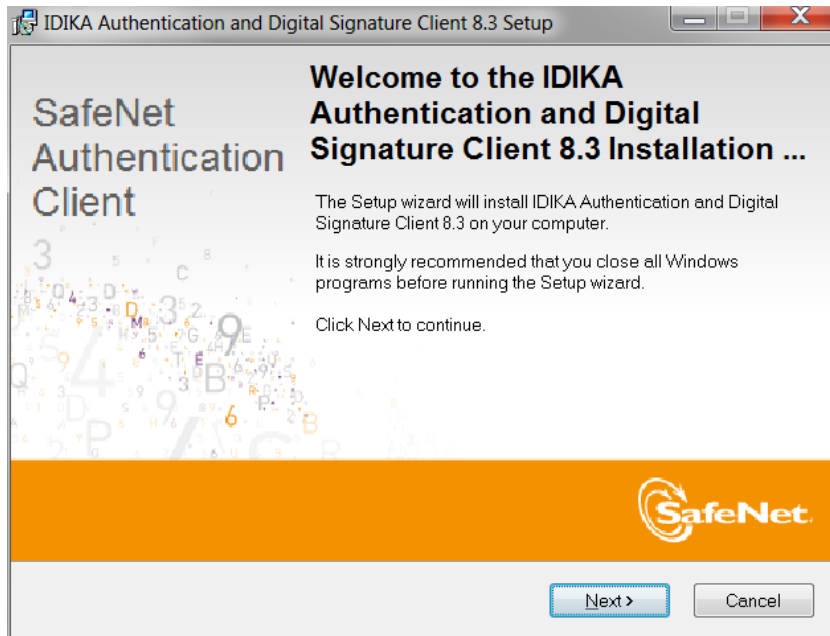 IDIKA Authentication and Digital Signature Client 8.3 Setup
SafeNet
Authentication
Client
Welcome to the IDIKA
Authentication and Digital
Signature Client 8.3 Installation ...
The Setup wizard will install IDIKA Authentication and Digital
Signature Client 8.3 on your computer.
It is strongly recommended that you close all Windows
programs before running the Setup wizard.
Click Next to continue.
SafeNet.
Next >
Cancel